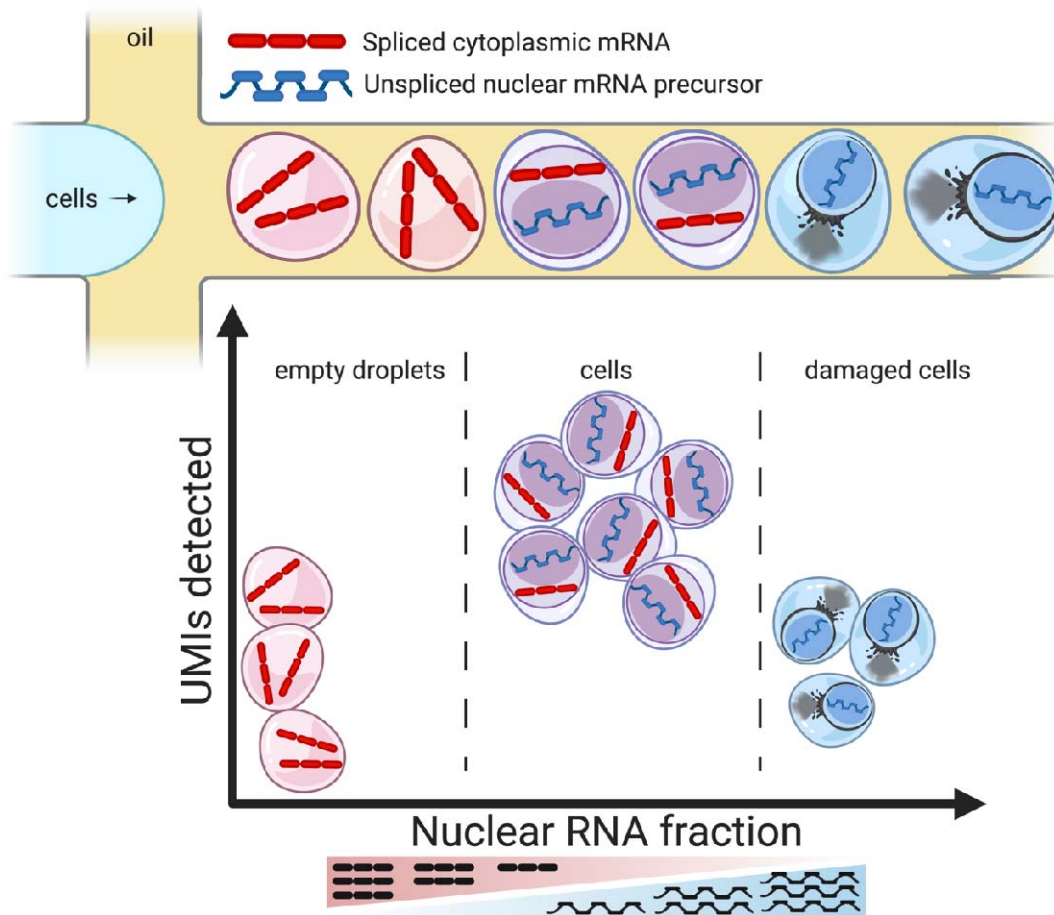 oil
Spliced cytoplasmic mRNA
Unspliced nuclear mRNA precursor
cells →
empty droplets
cells
damaged cells
UMIs detected
Nuclear RNA fraction